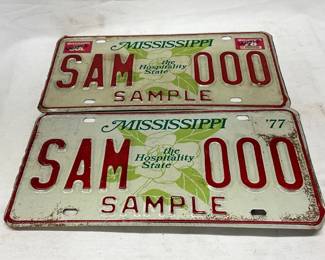 MISSISSIPPI
the
Hospitality
State
SAM 000
SAMPLE
MISSISSIPPI '77
the
Hospitality
State
SAM 000
SAMPLE